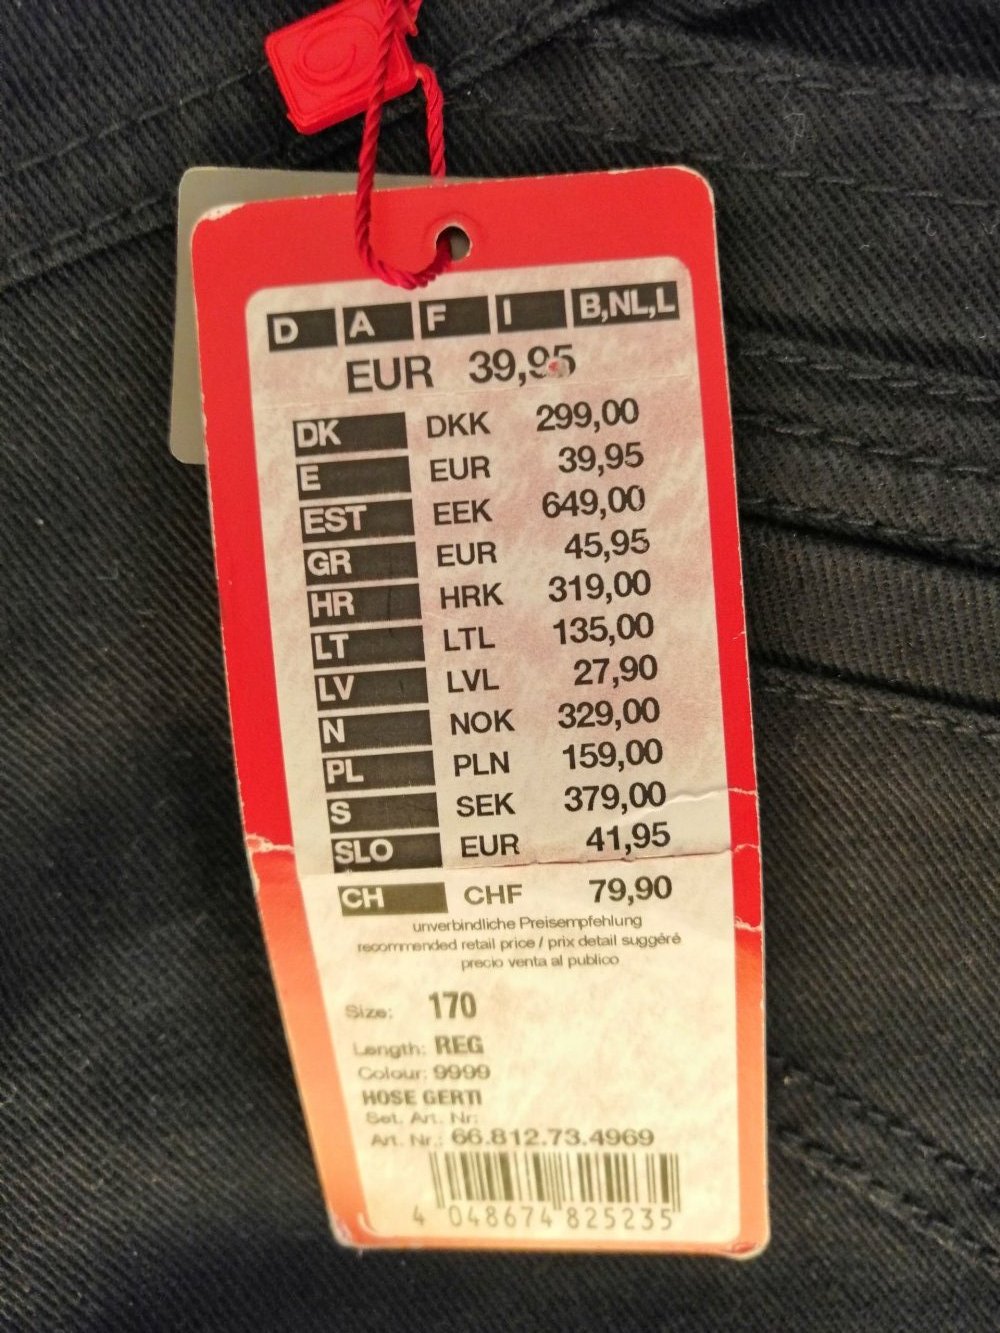 D A F I B,NL,L
EUR 39,95
DK DKK 299,00
E EUR 39,95
EST EEK 649,00
GR EUR 45,95
HR HRK 319,00
LT LTL 135,00
LV LVL 27,90
N NOK 329,00
PL PLN 159,00
S SEK 379,00
SLO EUR 41,95
CH CHF 79,90
unverbindliche Preisempfehlung
recommended retail price / prix detail suggéré
precio venta al publico
Size: 170
Length: REG
Colour: 9999
HOSE GERTI
Set. Art. Nr:
Art. Nr.: 66.812.73.4969
4 048674 825235